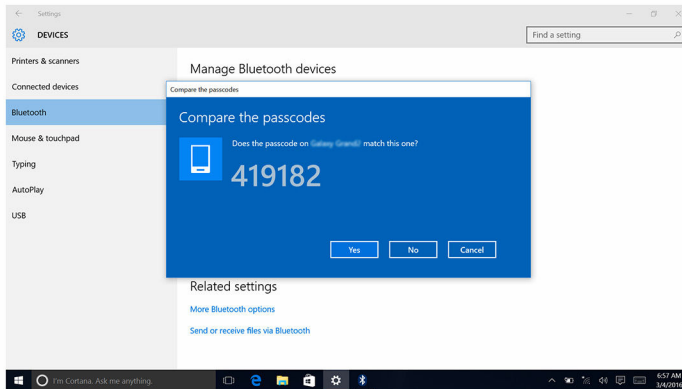 Settings
DEVICES
Find a setting
Printers & scanners
Connected devices
Bluetooth
Mouse & touchpad
Typing
AutoPlay
USB
Manage Bluetooth devices
Compare the passcodes
Compare the passcodes
Does the passcode on Galaxy Grand2 match this one?
419182
Yes No Cancel
Related settings
More Bluetooth options
Send or receive files via Bluetooth
I'm Cortana. Ask me anything.
6:57 AM
3/4/2016